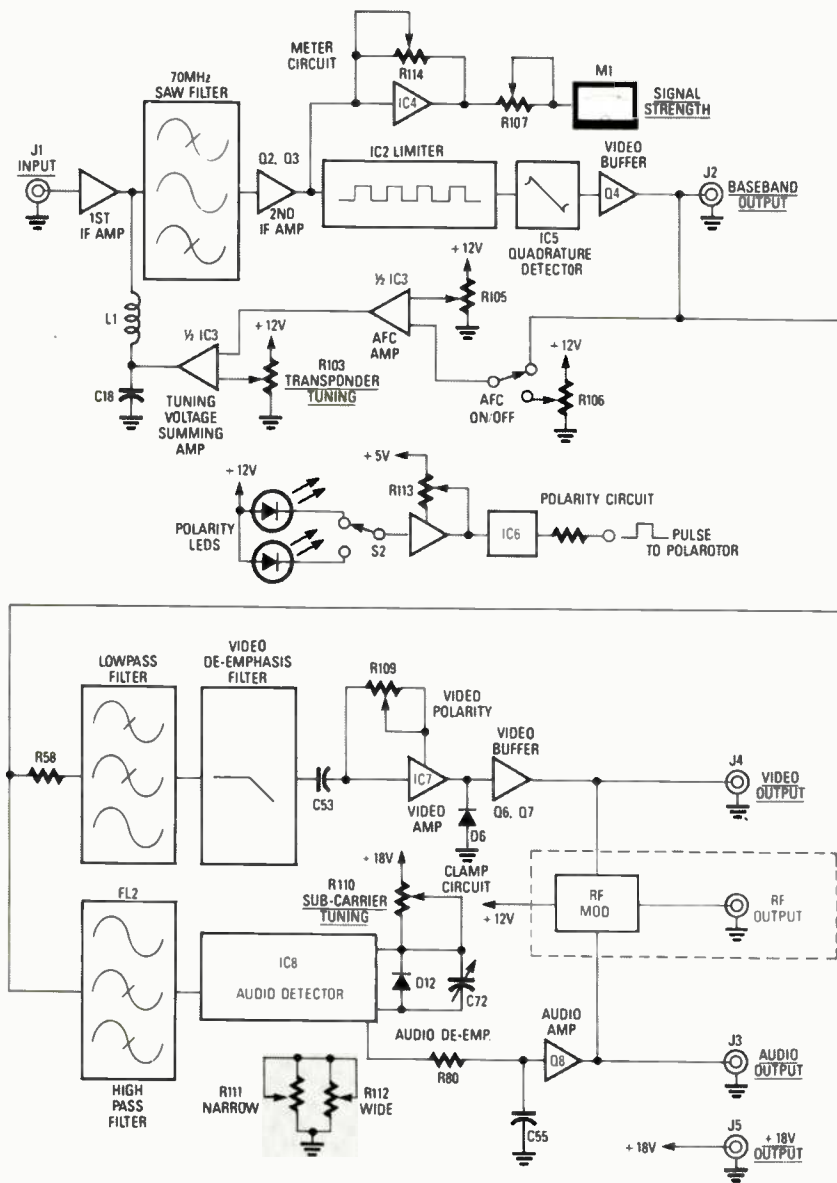 METER
CIRCUIT
R114
IC4
R107
M1
SIGNAL
STRENGTH
70MHz
SAW FILTER
J1
INPUT
1ST
IF AMP
Q2, Q3
2ND
IF AMP
IC2 LIMITER
IC5
QUADRATURE
DETECTOR
VIDEO
BUFFER
Q4
J2
BASEBAND
OUTPUT
L1
C18
½ IC3
TUNING
VOLTAGE
SUMMING
AMP
+ 12V
R103
TRANSPONDER
TUNING
½ IC3
AFC
AMP
+ 12V
R105
AFC
ON/OFF
+ 12V
R106
+ 12V
POLARITY
LEDS
S2
+ 5V
R113
POLARITY CIRCUIT
IC6
PULSE
TO POLAROTOR
LOWPASS
FILTER
VIDEO
DE-EMPHASIS
FILTER
R58
C53
R109
VIDEO
POLARITY
IC7
VIDEO
AMP
D6
CLAMP
CIRCUIT
VIDEO
BUFFER
Q6, Q7
J4
VIDEO
OUTPUT
RF
MOD
+ 12V
RF
OUTPUT
FL2
HIGH
PASS
FILTER
+ 18V
R110
SUB-CARRIER
TUNING
IC8
AUDIO DETECTOR
D12
C72
AUDIO DE-EMP.
R80
C55
AUDIO
AMP
Q8
J3
AUDIO
OUTPUT
R111
NARROW
R112
WIDE
+ 18V
J5
+ 18V
OUTPUT